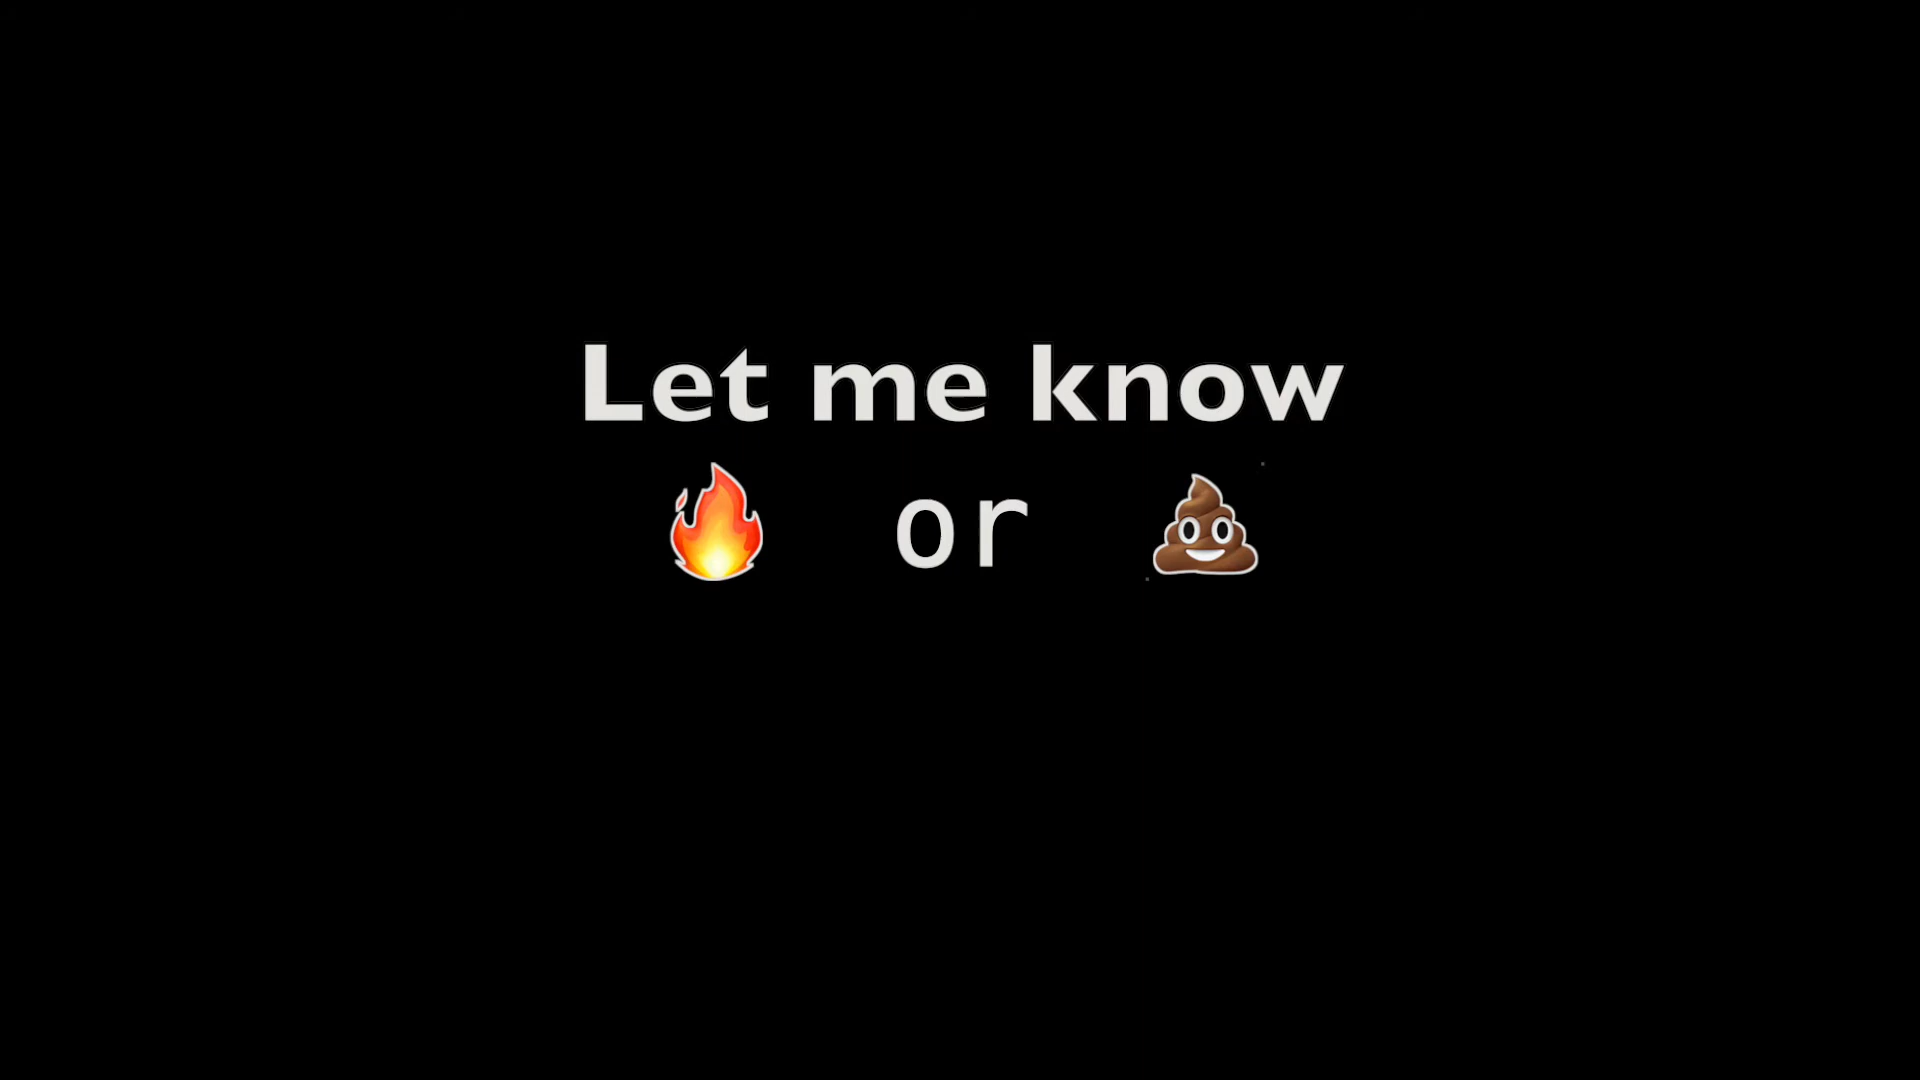 Let me know
🔥 or 💩